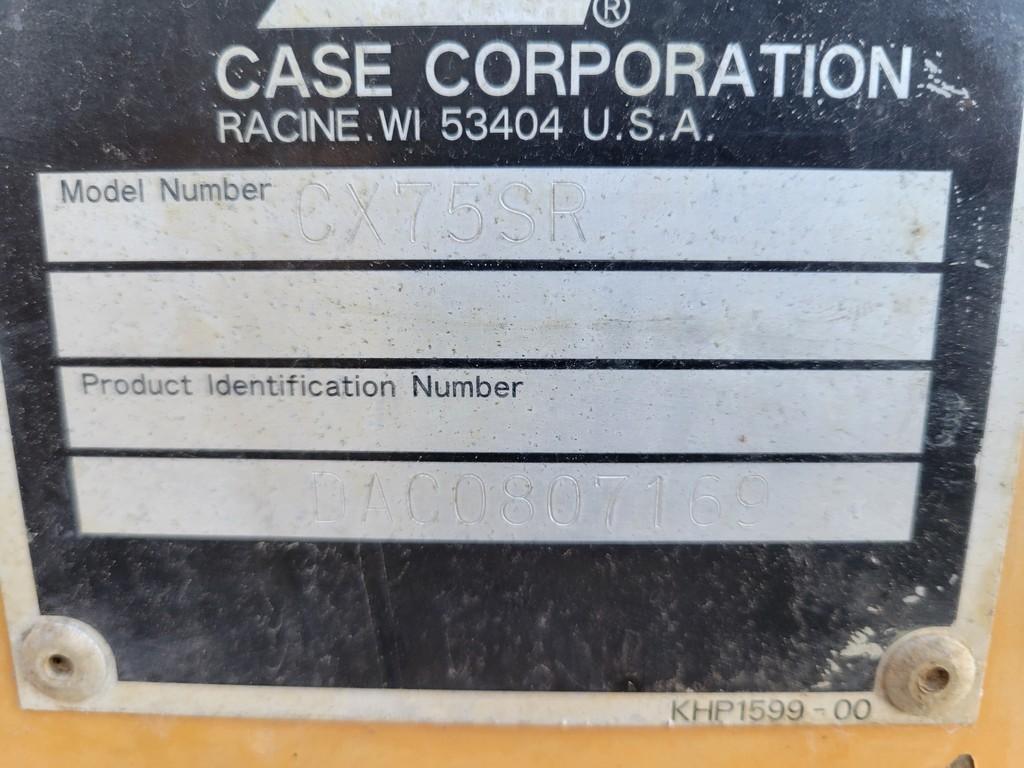 ®
CASE CORPORATION
RACINE. WI 53404 U.S.A.
Model Number CX75SR
Product Identification Number
DAC0807169
KHP1599-00